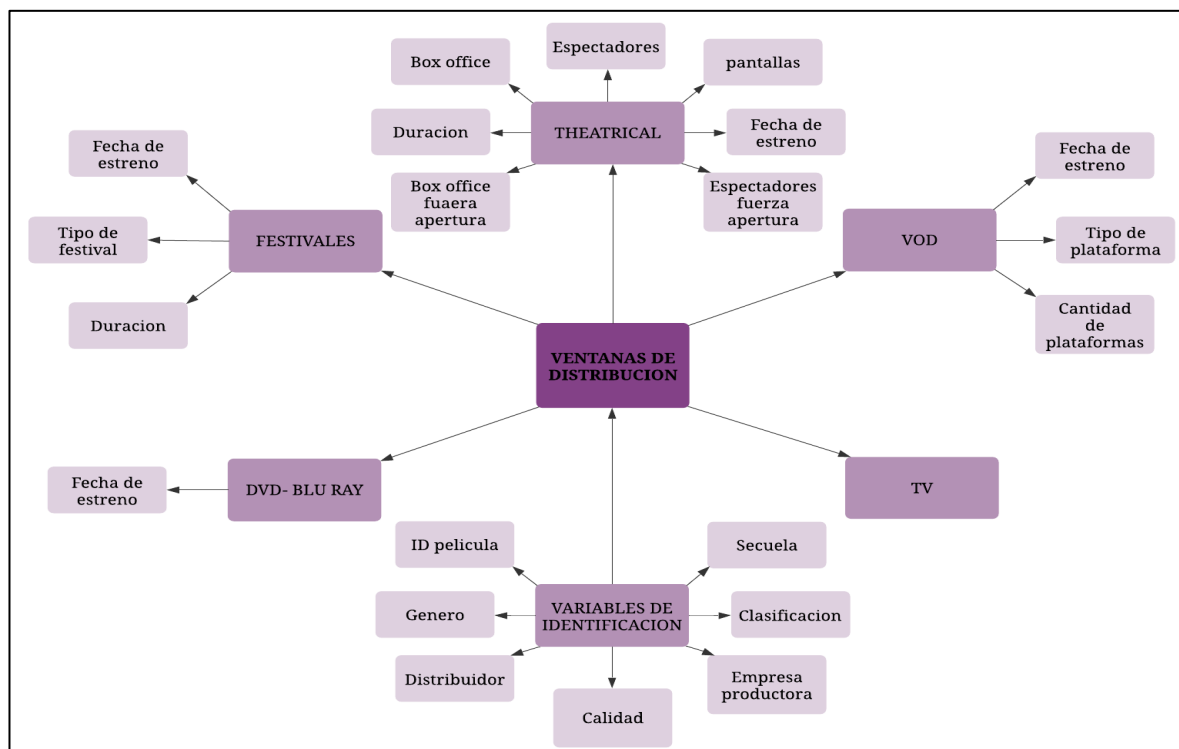 Espectadores
Box office
pantallas
THEATRICAL
Duracion
Fecha de
estreno
Box office
fuaera
apertura
Espectadores
fuerza
apertura
Fecha de
estreno
Tipo de
festival
Duracion
FESTIVALES
VOD
Fecha de
estreno
Tipo de
plataforma
Cantidad
de
plataformas
VENTANAS DE
DISTRIBUCION
Fecha de
estreno
DVD- BLU RAY
TV
ID pelicula
Secuela
Genero
VARIABLES DE
IDENTIFICACION
Clasificacion
Distribuidor
Empresa
productora
Calidad